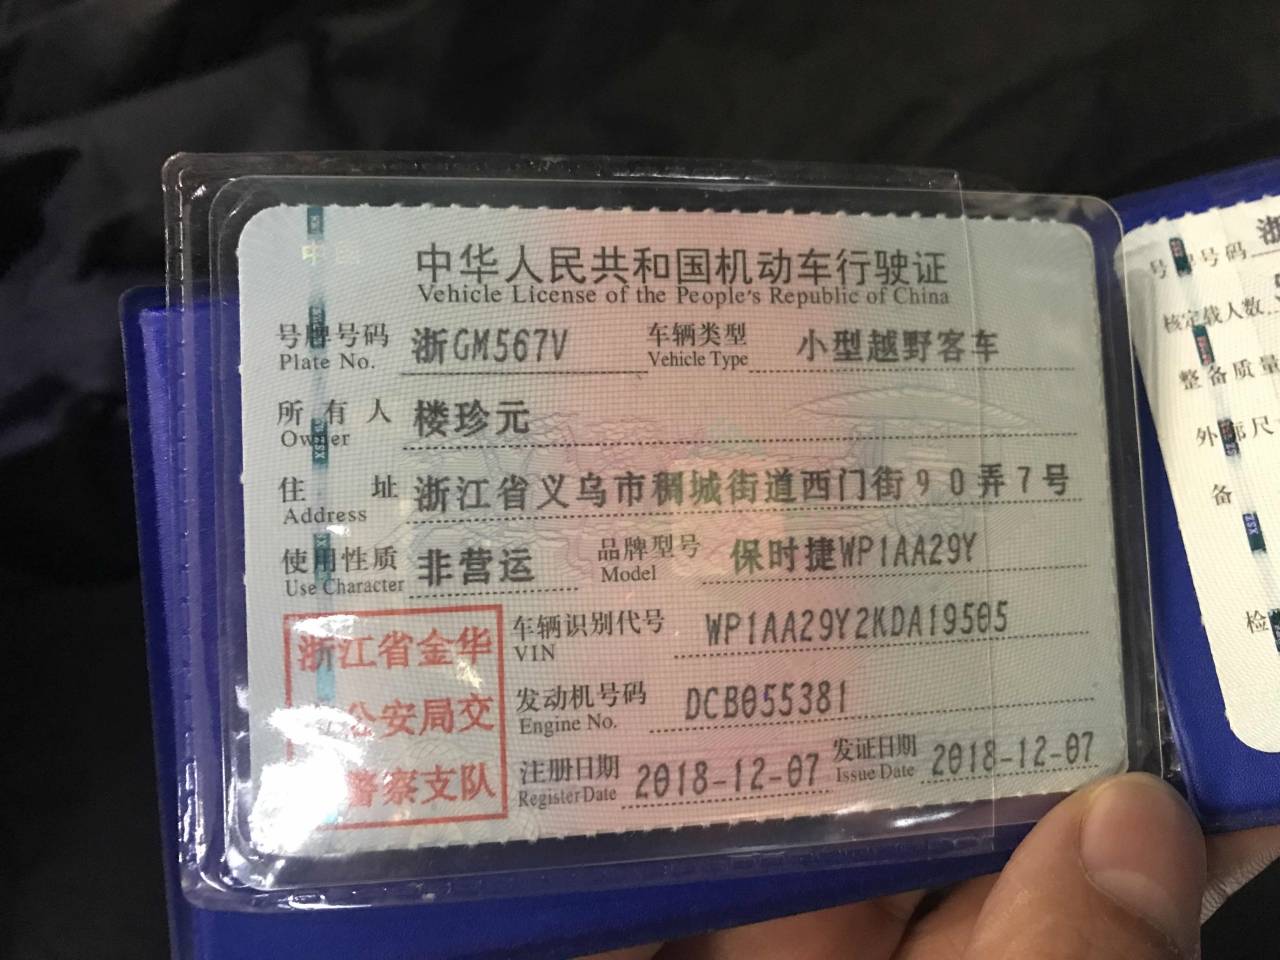 中华人民共和国机动车行驶证
Vehicle License of the People's Republic of China
号牌号码 浙GM567V 车辆类型 小型越野客车
Plate No. Vehicle Type
所有人 楼珍元
Owner
住址 浙江省义乌市稠城街道西门街90弄7号
Address
使用性质 非营运 品牌型号 保时捷WP1AA29Y
Use Character Model
浙江省金华
公安局交
警察支队
车辆识别代号 WP1AA29Y2KDA19505
VIN
发动机号码 DCB055381
Engine No.
注册日期 2018-12-07 发证日期 2018-12-07
Register Date Issue Date
号牌号码 浙
核定载人数
整备质量
外廓尺
备
检